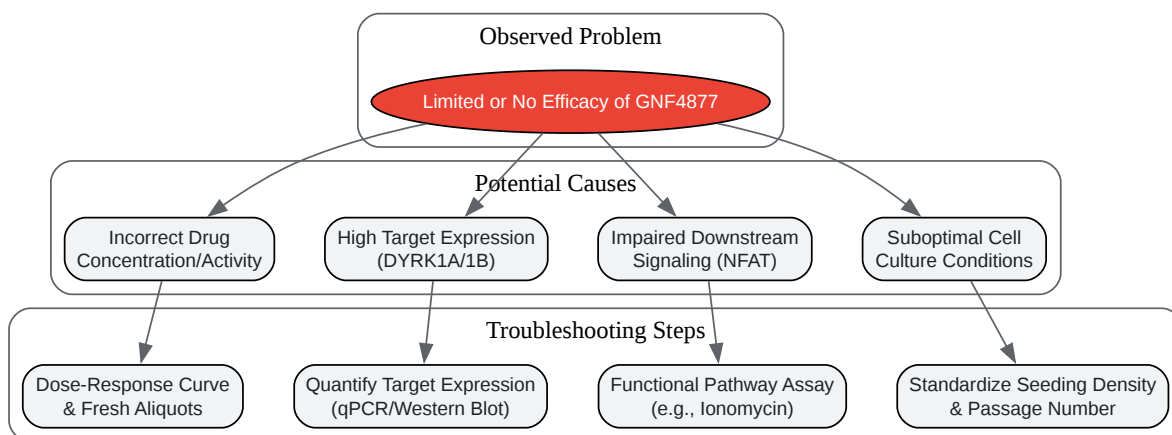 Observed Problem
Limited or No Efficacy of GNF4877
Potential Causes
Incorrect Drug
Concentration/Activity
High Target Expression
(DYRK1A/1B)
Impaired Downstream
Signaling (NFAT)
Suboptimal Cell
Culture Conditions
Troubleshooting Steps
Dose-Response Curve
& Fresh Aliquots
Quantify Target Expression
(qPCR/Western Blot)
Functional Pathway Assay
(e.g., Ionomycin)
Standardize Seeding Density
& Passage Number